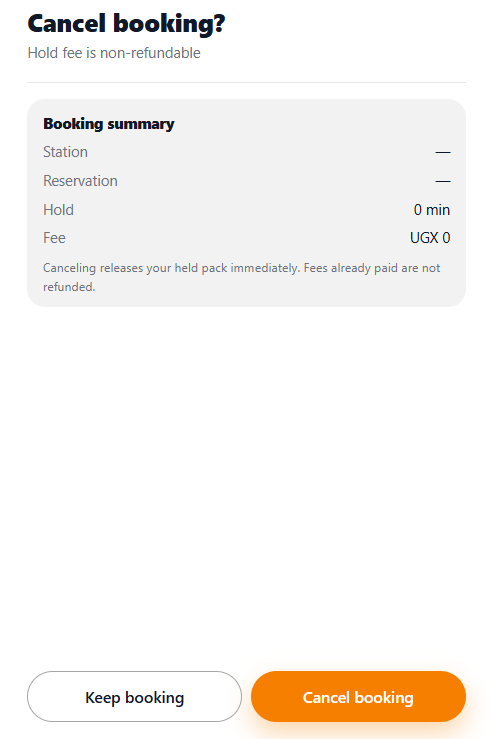 Cancel booking?
Hold fee is non-refundable
Booking summary
Station —
Reservation —
Hold 0 min
Fee UGX 0
Canceling releases your held pack immediately. Fees already paid are not
refunded.
Keep booking Cancel booking